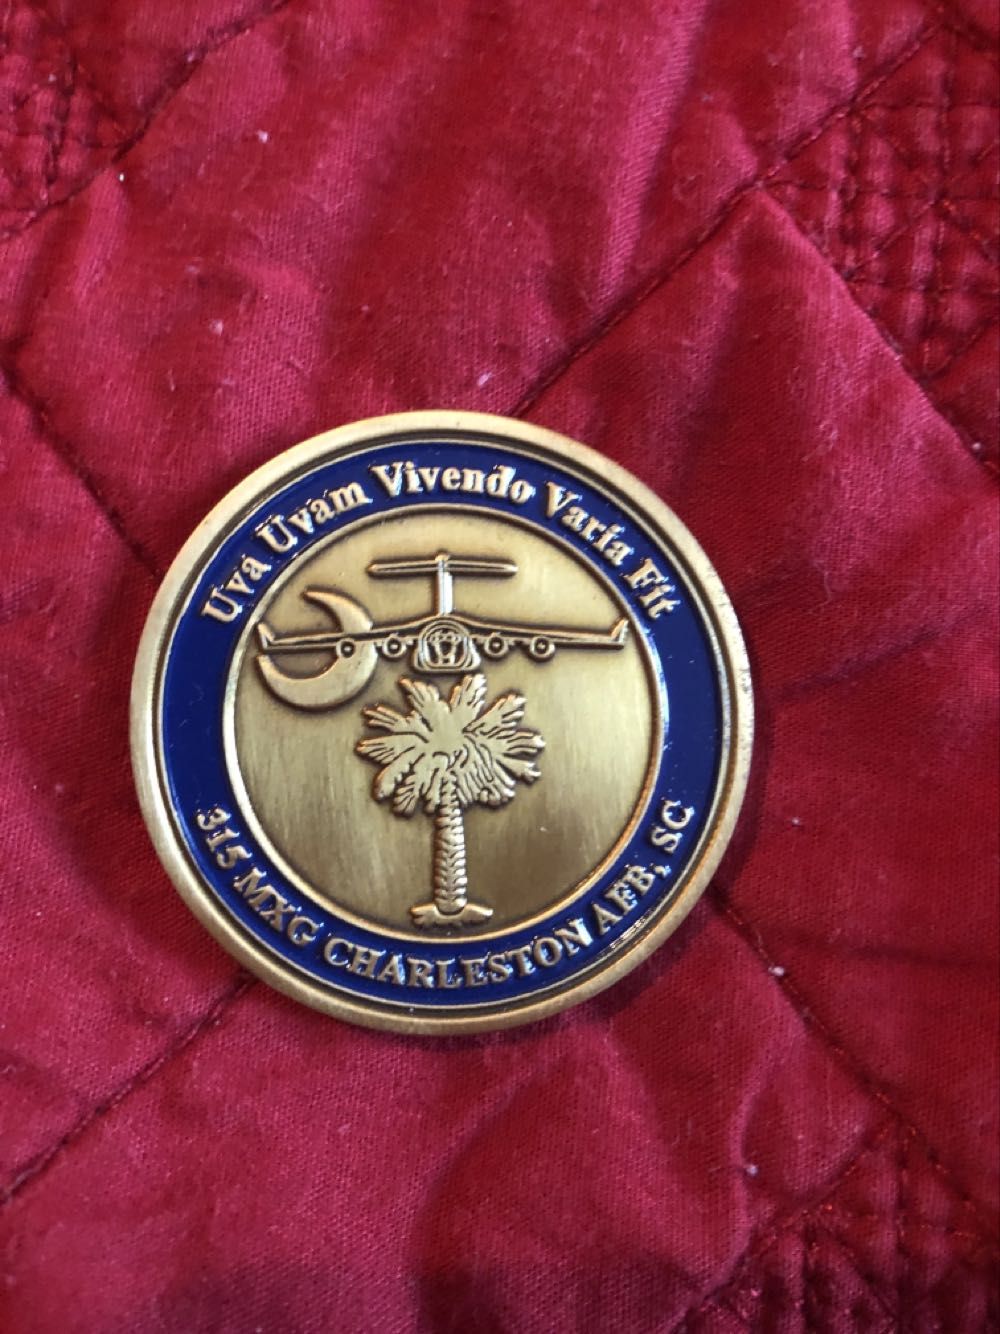 Uva Uvam Vivendo Varia Fit
315 MXG CHARLESTON AFB, SC